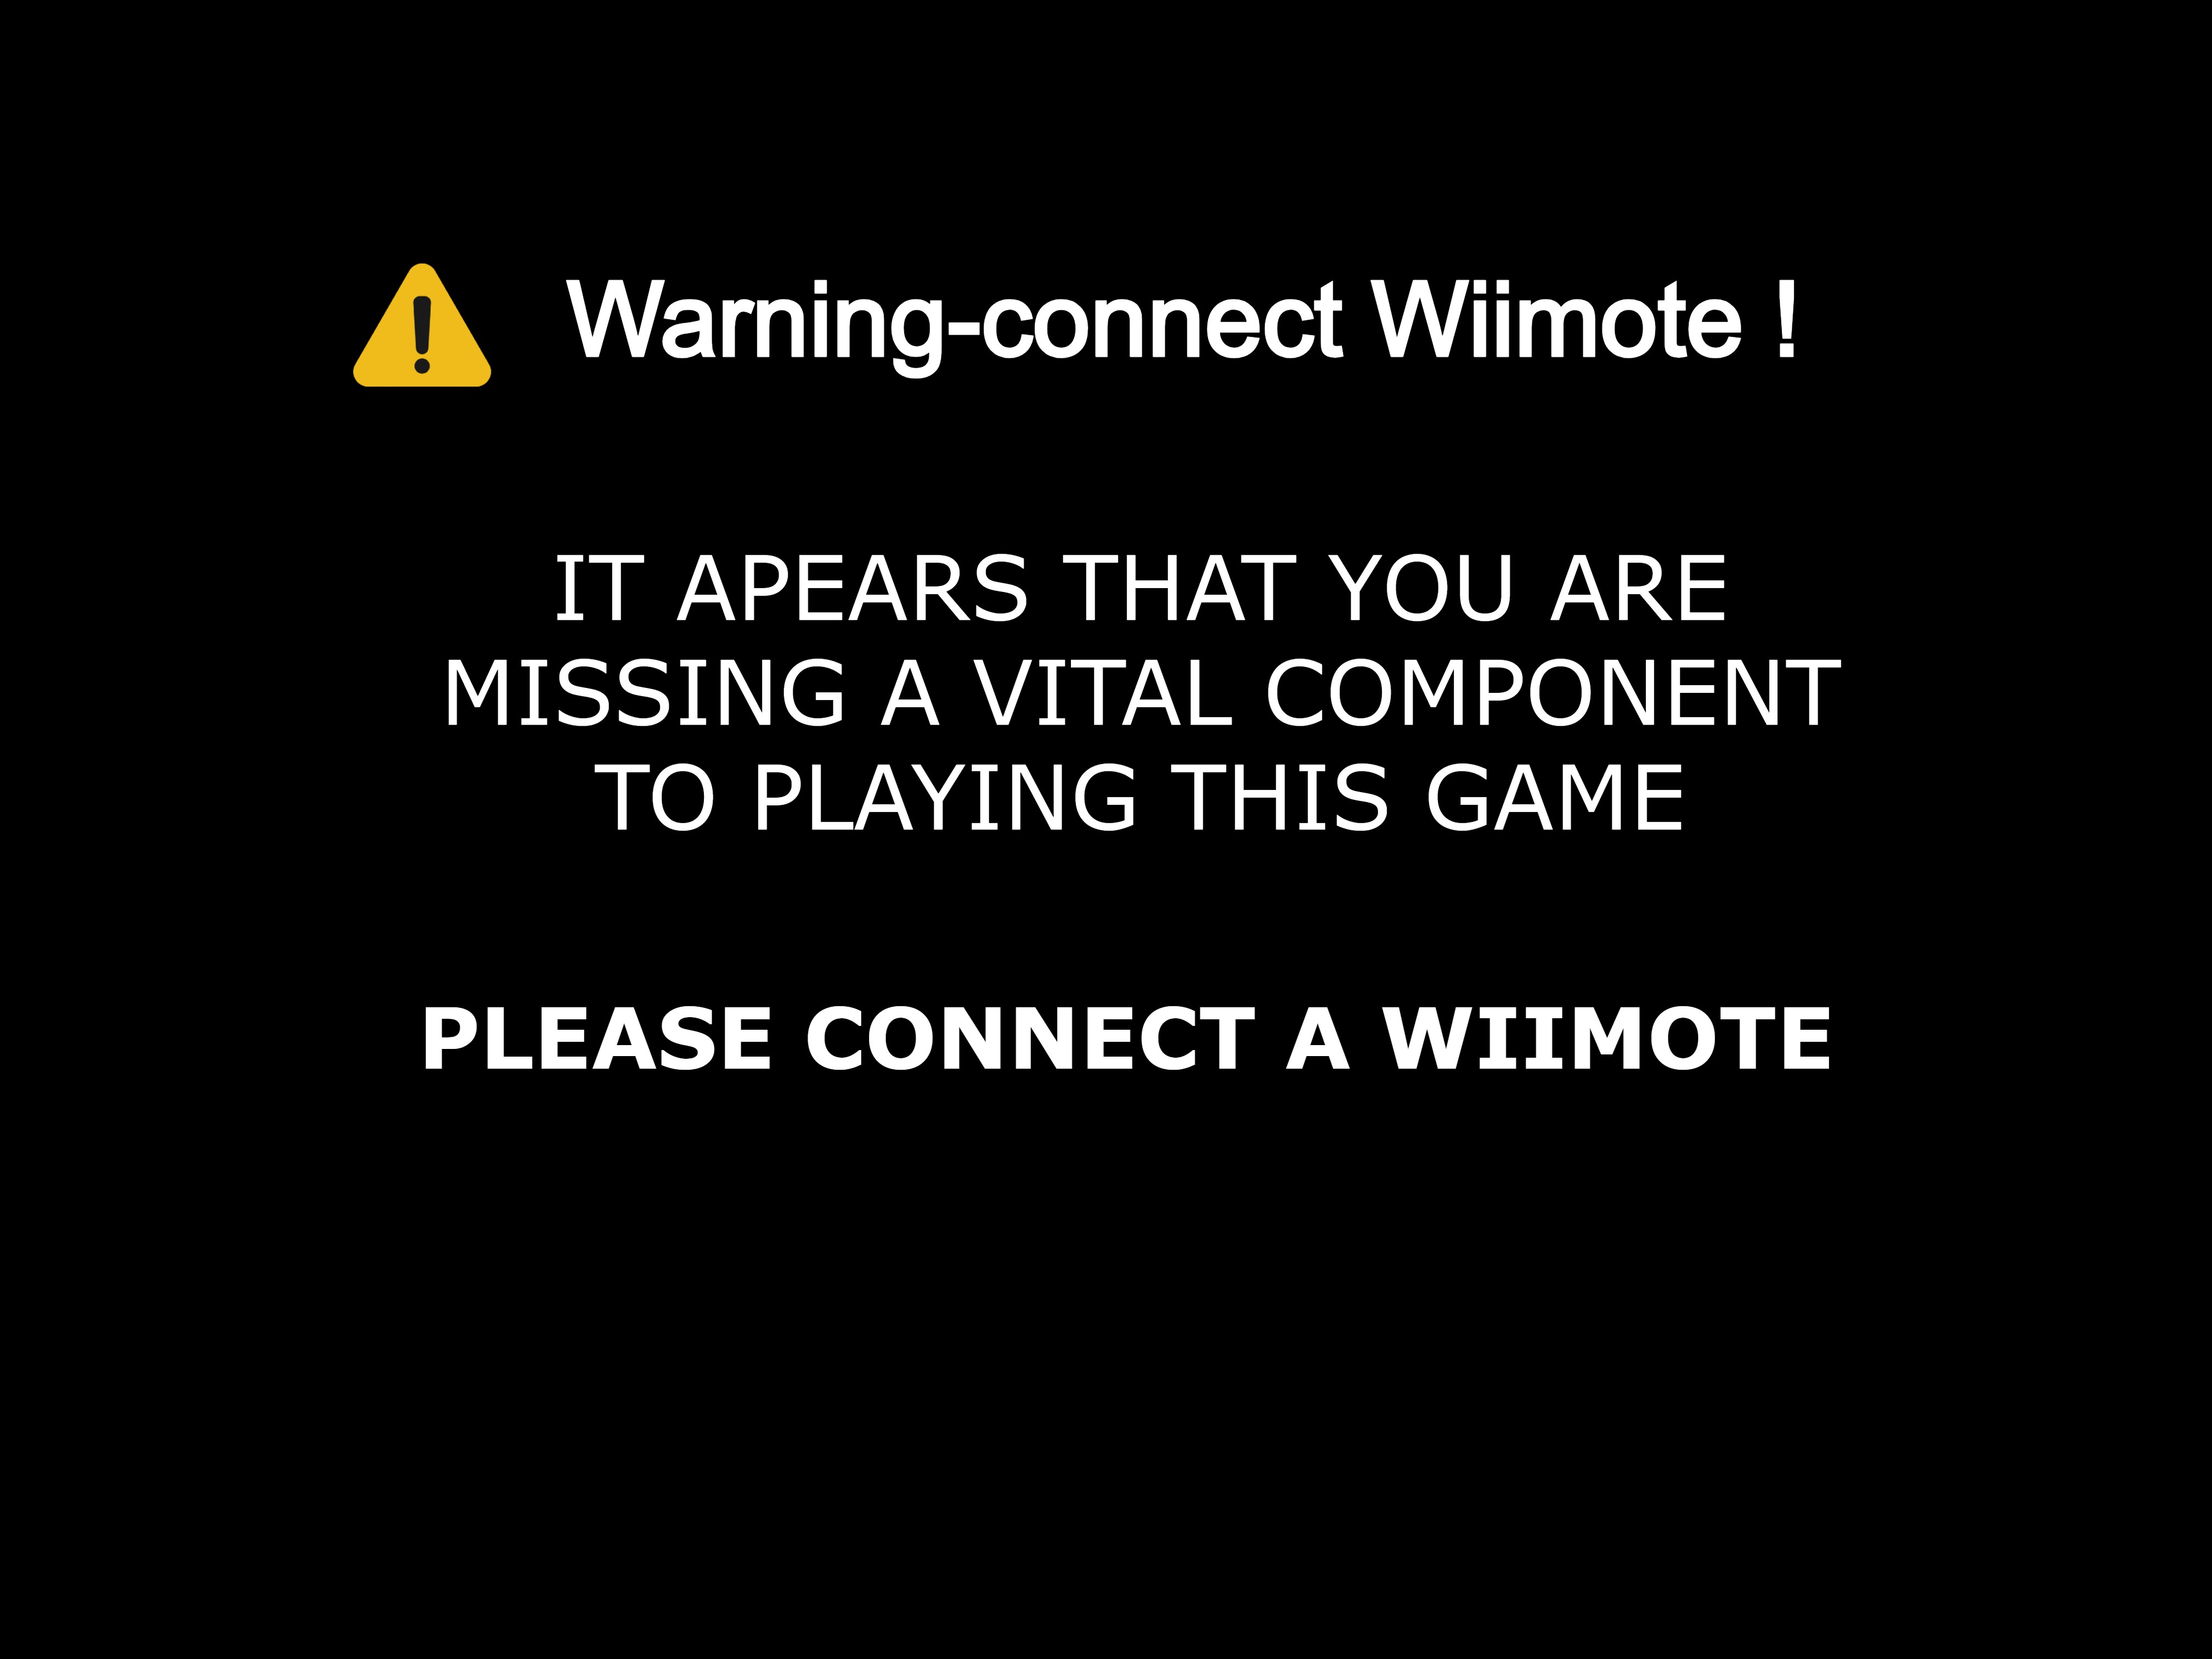 Warning-connect Wiimote !
IT APEARS THAT YOU ARE
MISSING A VITAL COMPONENT
TO PLAYING THIS GAME
PLEASE CONNECT A WIIMOTE